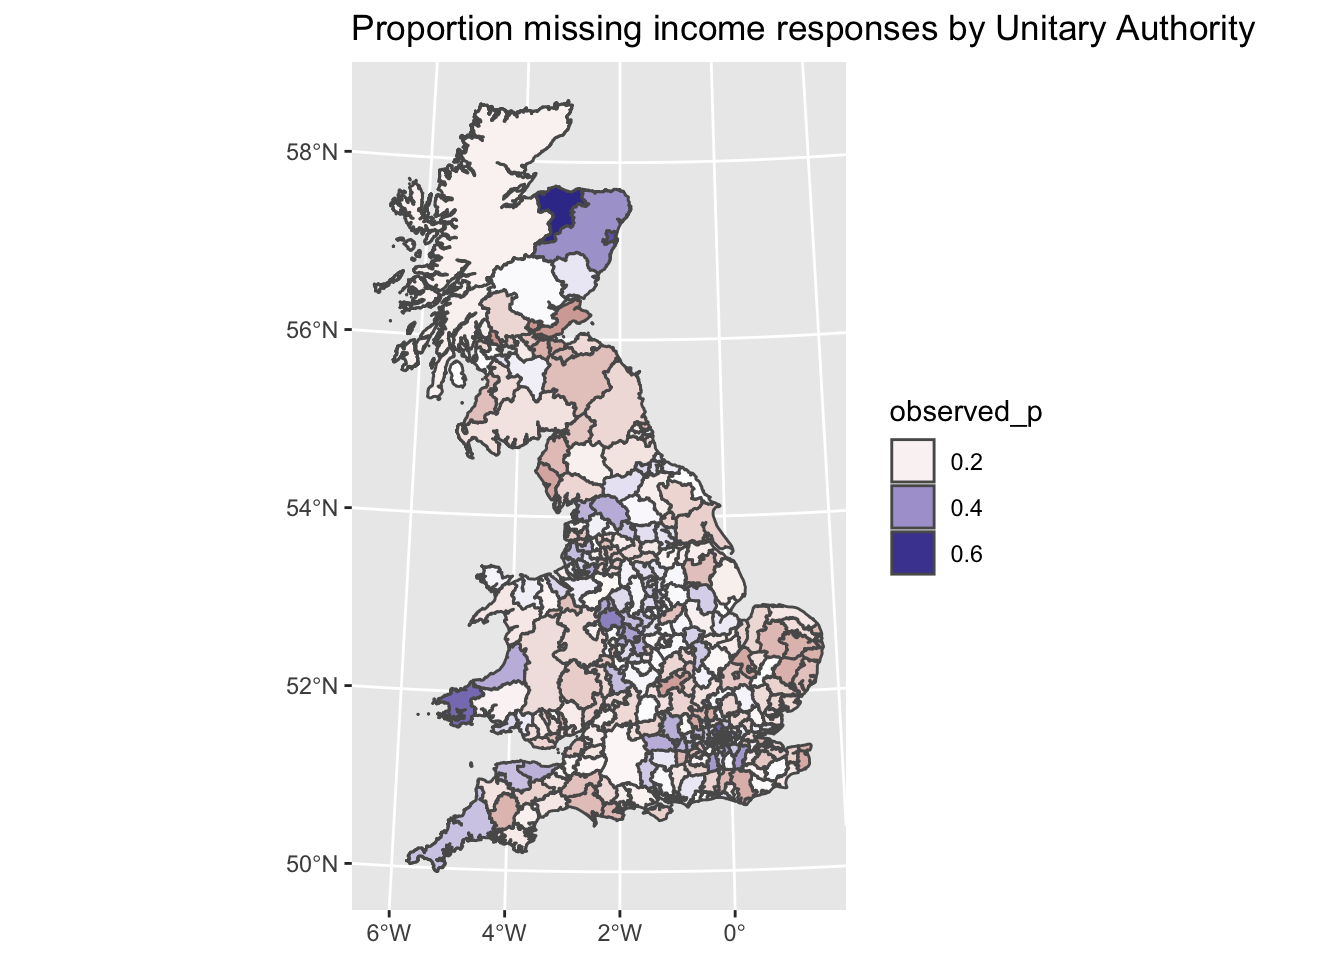 Proportion missing income responses by Unitary Authority
58°N
56°N
54°N
52°N
50°N
6°W
4°W
2°W
0°
observed_p
0.2
0.4
0.6